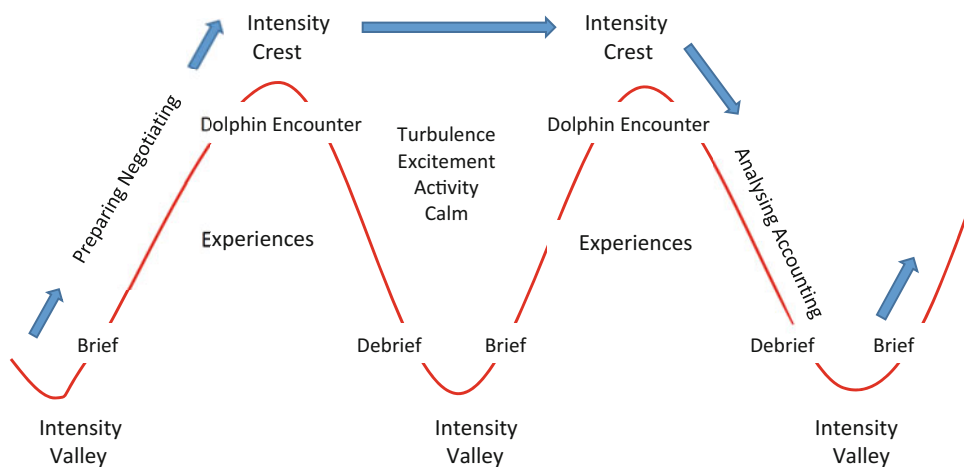 Intensity
Crest
Intensity
Crest
Preparing Negotiating
Dolphin Encounter
Turbulence
Excitement
Activity
Calm
Dolphin Encounter
Analysing Accounting
Experiences
Experiences
Brief
Debrief
Brief
Debrief
Brief
Intensity
Valley
Intensity
Valley
Intensity
Valley